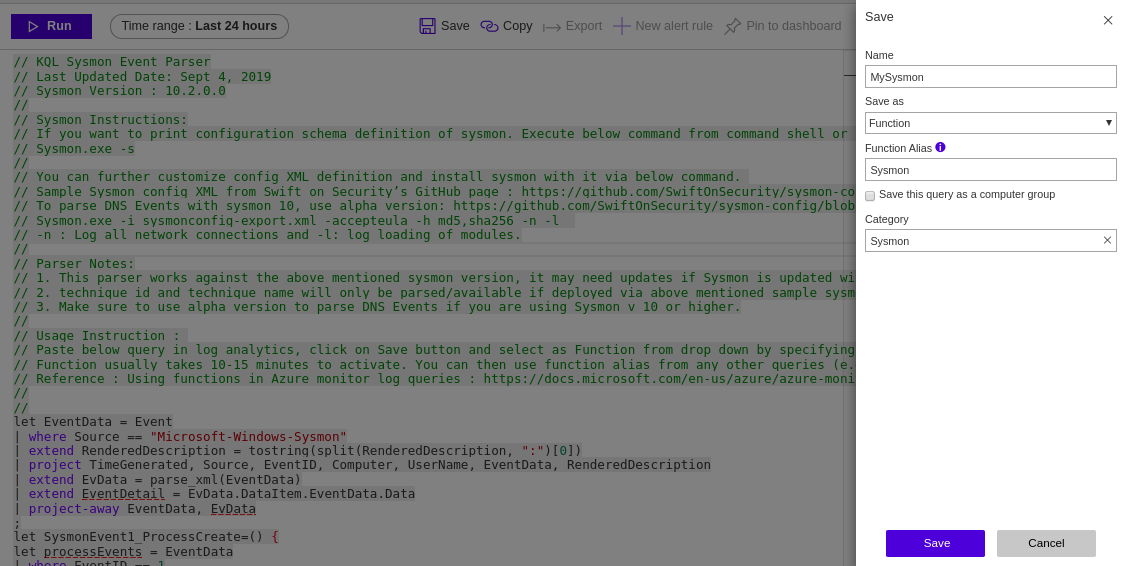 Run
Time range : Last 24 hours
Save
Copy
Export
New alert rule
Pin to dashboard
// KQL Sysmon Event Parser
// Last Updated Date: Sept 4, 2019
// Sysmon Version : 10.2.0.0
//
// Sysmon Instructions:
// If you want to print configuration schema definition of sysmon. Execute below command from command shell or
// Sysmon.exe -s
//
// You can further customize config XML definition and install sysmon with it via below command.
// Sample Sysmon config XML from Swift on Security’s GitHub page : https://github.com/SwiftOnSecurity/sysmon-co
// To parse DNS Events with sysmon 10, use alpha version: https://github.com/SwiftOnSecurity/sysmon-config/blob
// Sysmon.exe -i sysmonconfig-export.xml -accepteula -h md5,sha256 -n -l
// -n : Log all network connections and -l: log loading of modules.
//
// Parser Notes:
// 1. This parser works against the above mentioned sysmon version, it may need updates if Sysmon is updated wi
// 2. technique id and technique name will only be parsed/available if deployed via above mentioned sample sysm
// 3. Make sure to use alpha version to parse DNS Events if you are using Sysmon v 10 or higher.
//
// Usage Instruction :
// Paste below query in log analytics, click on Save button and select as Function from drop down by specifying
// Function usually takes 10-15 minutes to activate. You can then use function alias from any other queries (e.
// Reference : Using functions in Azure monitor log queries : https://docs.microsoft.com/en-us/azure/azure-moni
//
//
let EventData = Event
| where Source == "Microsoft-Windows-Sysmon"
| extend RenderedDescription = tostring(split(RenderedDescription, ":")[0])
| project TimeGenerated, Source, EventID, Computer, UserName, EventData, RenderedDescription
| extend EvData = parse_xml(EventData)
| extend EventDetail = EvData.DataItem.EventData.Data
| project-away EventData, EvData
;
let SysmonEvent1_ProcessCreate=() {
let processEvents = EventData
| where EventID == 1
Save
Name
MySysmon
Save as
Function
Function Alias
Sysmon
Save this query as a computer group
Category
Sysmon
Save
Cancel